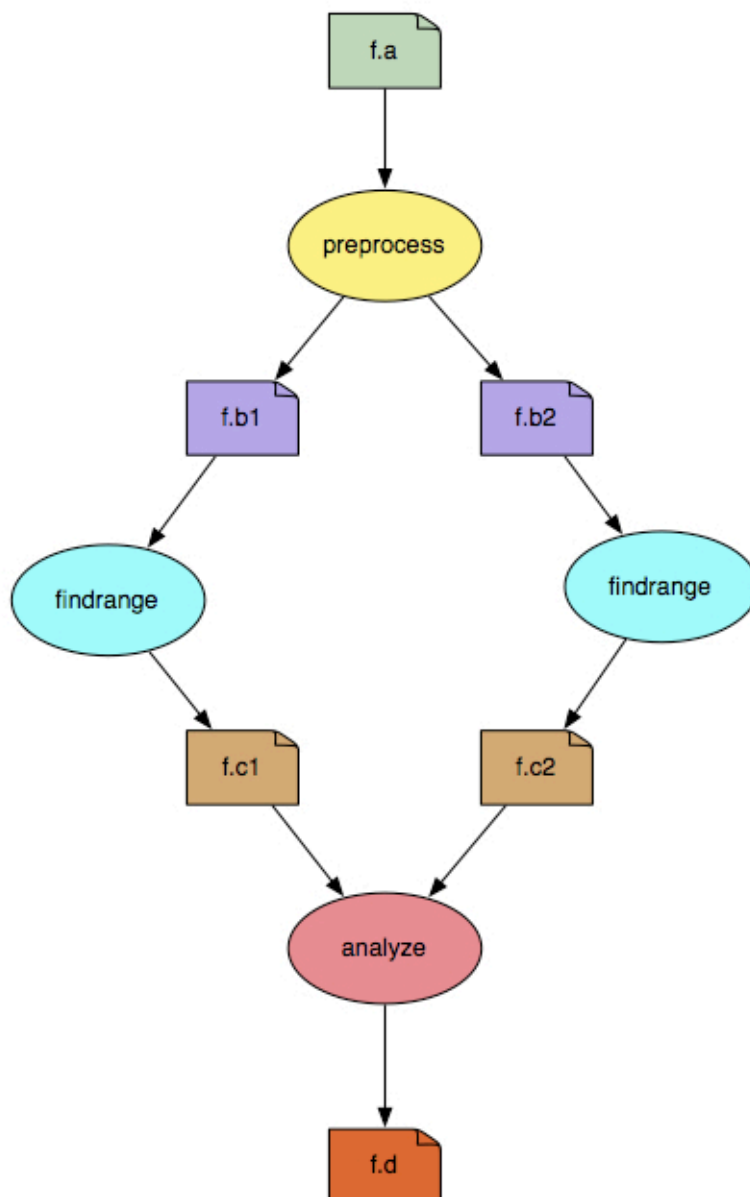 f.a
preprocess
f.b1
f.b2
findrange
findrange
f.c1
f.c2
analyze
f.d